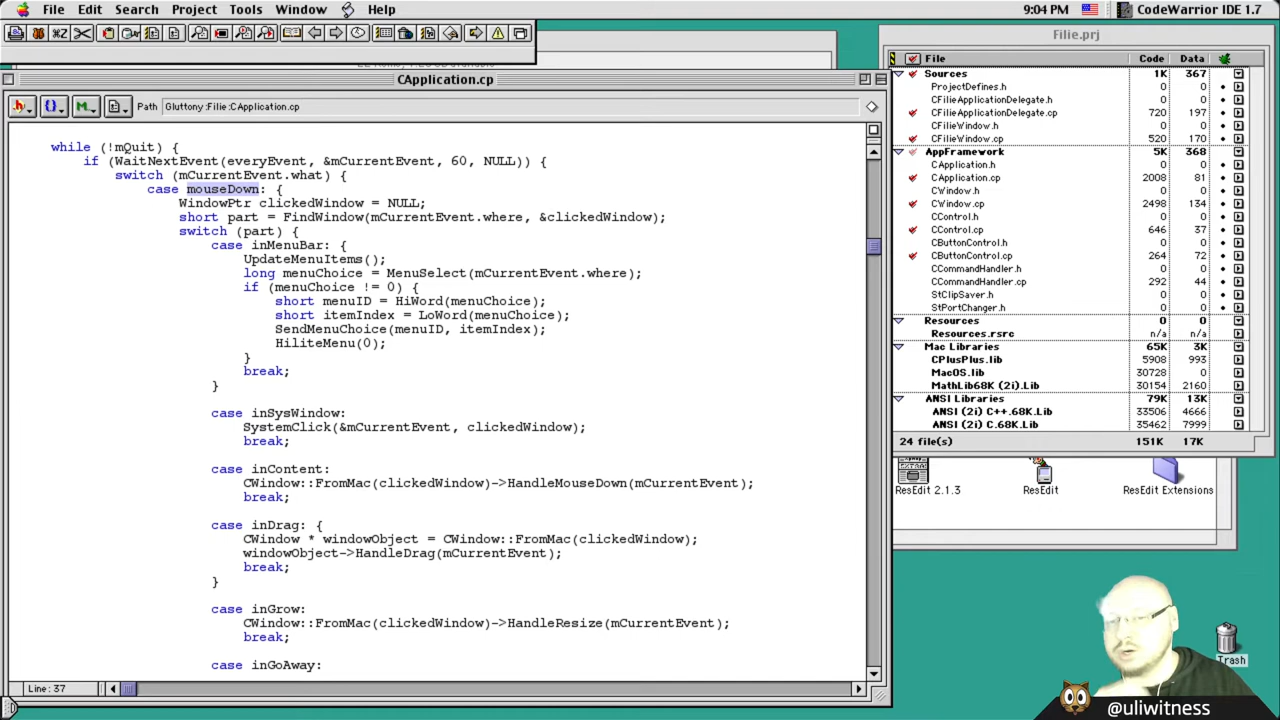 File Edit Search Project Tools Window Help
9:04 PM CodeWarrior IDE 1.7
Filie.prj
CApplication.cp
Path Gluttony :Filie :CApplication.cp
while (!mQuit) {
if (WaitNextEvent(everyEvent, &mCurrentEvent, 60, NULL)) {
switch (mCurrentEvent.what) {
case mouseDown: {
WindowPtr clickedWindow = NULL;
short part = FindWindow(mCurrentEvent.where, &clickedWindow);
switch (part) {
case inMenuBar: {
UpdateMenuItems();
long menuChoice = MenuSelect(mCurrentEvent.where);
if (menuChoice != 0) {
short menuID = HiWord(menuChoice);
short itemIndex = LoWord(menuChoice);
SendMenuChoice(menuID, itemIndex);
HiliteMenu(0);
}
break;
}
case inSysWindow:
SystemClick(&mCurrentEvent, clickedWindow);
break;
case inContent:
CWindow::FromMac(clickedWindow)->HandleMouseDown(mCurrentEvent);
break;
case inDrag: {
CWindow * windowObject = CWindow::FromMac(clickedWindow);
windowObject->HandleDrag(mCurrentEvent);
break;
}
case inGrow:
CWindow::FromMac(clickedWindow)->HandleResize(mCurrentEvent);
break;
case inGoAway:
Line: 37
File Code Data
Sources 1K 367
ProjectDefines.h 0 0
CFilieApplicationDelegate.h 0 0
CFilieApplicationDelegate.cp 720 197
CFilieWindow.h 0 0
CFilieWindow.cp 520 170
AppFramework 5K 368
CApplication.h 0 0
CApplication.cp 2008 81
CWindow.h 0 0
CWindow.cp 2498 134
CControl.h 0 0
CControl.cp 646 37
CButtonControl.h 0 0
CButtonControl.cp 264 72
CCommandHandler.h 0 0
CCommandHandler.cp 292 44
StClipSaver.h 0 0
StPortChanger.h 0 0
Resources 0 0
Resources.rsrc n/a n/a
Mac Libraries 65K 3K
CPlusPlus.lib 5908 993
MacOS.lib 30728 0
MathLib68K (2i).Lib 30154 2160
ANSI Libraries 79K 13K
ANSI (2i) C++.68K.Lib 33506 4666
ANSI (2i) C.68K.Lib 35462 7999
24 file(s) 151K 17K
ResEdit 2.1.3 ResEdit ResEdit Extensions
Trash
@uliwitness